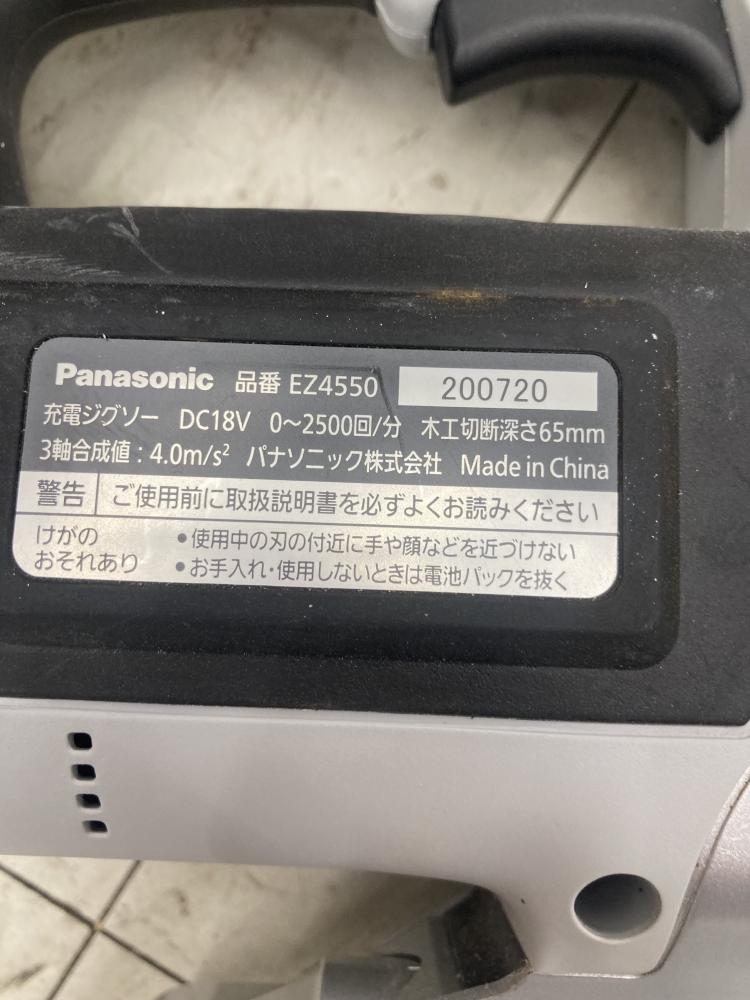 Panasonic 品番 EZ4550 200720
充電ジグソー DC18V 0〜2500回/分 木工切断深さ65mm
3軸合成値：4.0m/s² パナソニック株式会社 Made in China
警告 ご使用前に取扱説明書を必ずよくお読みください
けがの
おそれあり
•使用中の刃の付近に手や顔などを近づけない
•お手入れ・使用しないときは電池パックを抜く